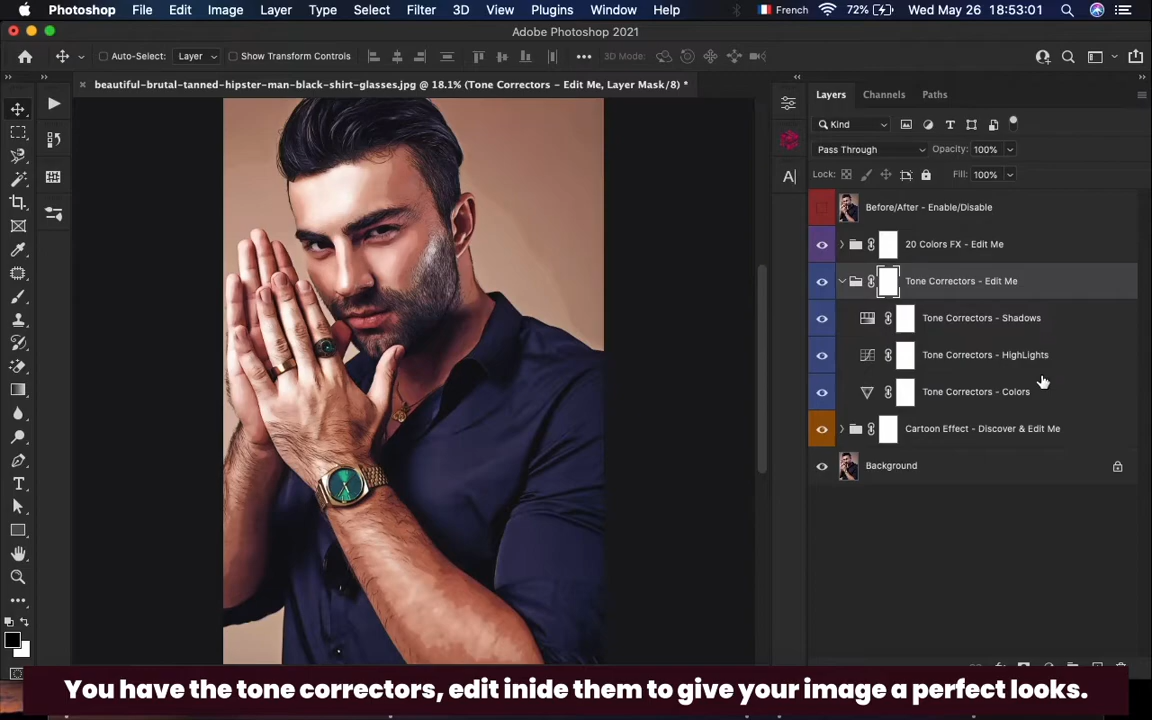 Photoshop File Edit Image Layer Type Select Filter 3D View Plugins Window Help French 72% Wed May 26 18:53:01
Adobe Photoshop 2021
Auto-Select: Layer Show Transform Controls 3D Mode:
beautiful-brutal-tanned-hipster-man-black-shirt-glasses.jpg @ 18.1% (Tone Correctors - Edit Me, Layer Mask/8) *
Layers Channels Paths
Kind
Pass Through Opacity: 100%
Lock: Fill: 100%
Before/After - Enable/Disable
20 Colors FX - Edit Me
Tone Correctors - Edit Me
Tone Correctors - Shadows
Tone Correctors - HighLights
Tone Correctors - Colors
Cartoon Effect - Discover & Edit Me
Background
You have the tone correctors, edit inide them to give your image a perfect looks.